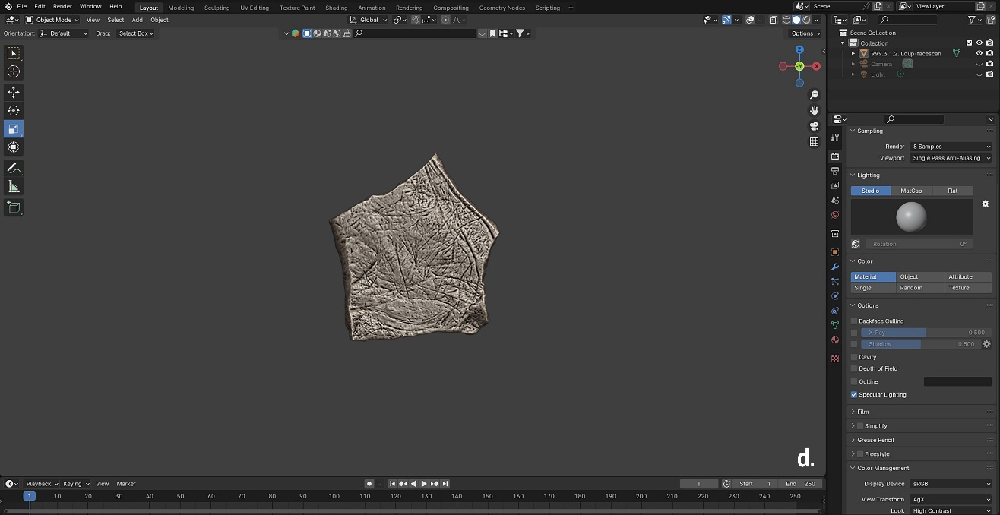 File Edit Render Window Help Layout Modeling Sculpting UV Editing Texture Paint Shading Animation Rendering Compositing Geometry Nodes Scripting + Scene ViewLayer
Object Mode View Select Add Object Global
Orientation: Default Drag: Select Box Options
Scene Collection
Collection
999.3.1.2. Loup-facescan
Camera
Light
Z
-Y X
Sampling
Render 8 Samples
Viewport Single Pass Anti-Aliasing
Lighting
Studio MatCap Flat
Rotation 0°
Color
Material Object Attribute
Single Random Texture
Options
Backface Culling
X-Ray 0.500
Shadow 0.500
Cavity
Depth of Field
Outline
Specular Lighting
Film
Simplify
Grease Pencil
Freestyle
Color Management
Display Device sRGB
View Transform AgX
Look High Contrast
d.
Playback Keying View Marker 1 Start 1 End 250
1 10 20 30 40 50 60 70 80 90 100 110 120 130 140 150 160 170 180 190 200 210 220 230 240 250